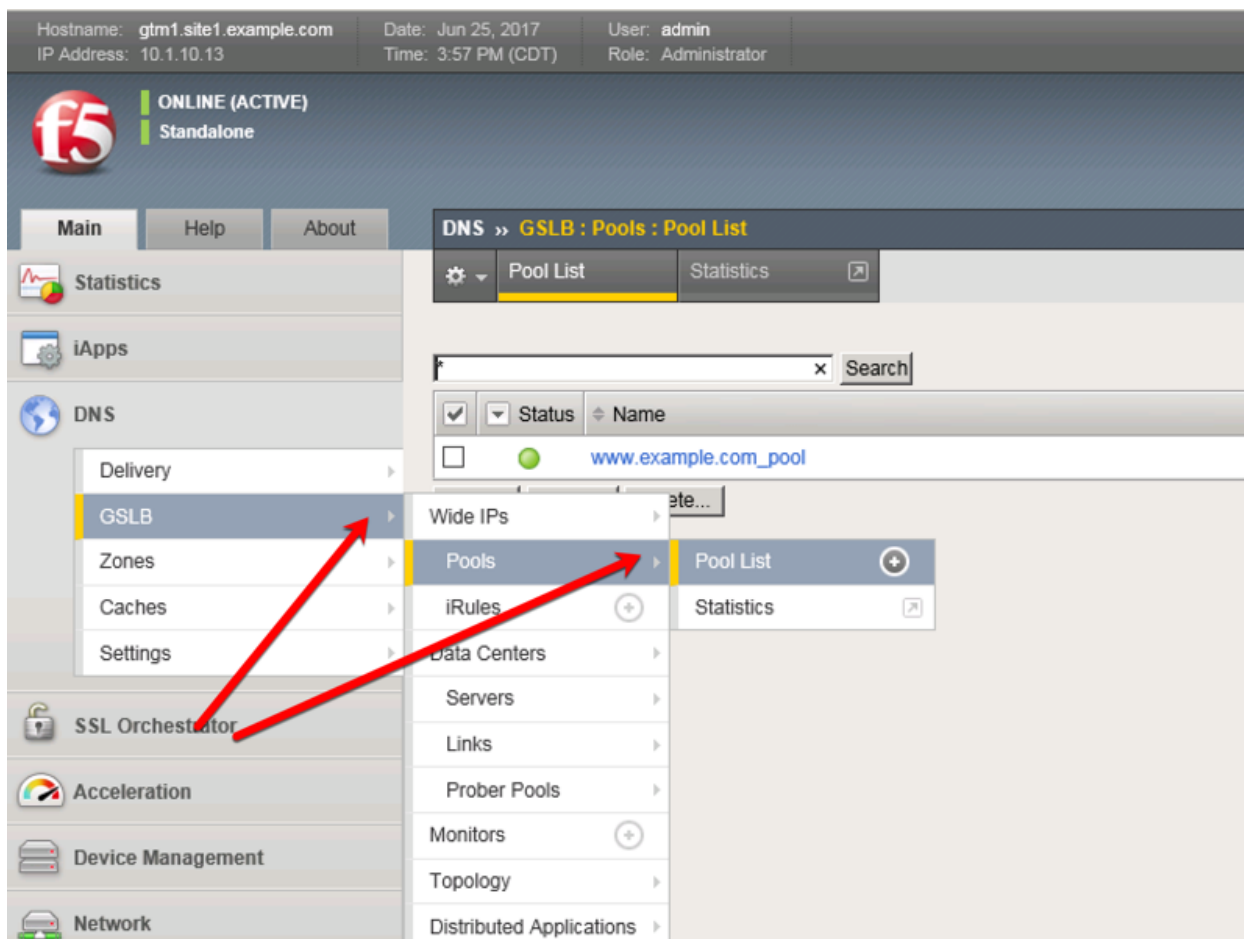 Hostname: gtm1.site1.example.com Date: Jun 25, 2017 User: admin
IP Address: 10.1.10.13 Time: 3:57 PM (CDT) Role: Administrator
f5
ONLINE (ACTIVE)
Standalone
Main Help About
DNS » GSLB : Pools : Pool List
Pool List Statistics
Statistics
iApps
* × Search
DNS
Status Name
www.example.com_pool
Delivery
GSLB
Zones
Caches
Settings
ete...
Wide IPs
Pools
iRules
Data Centers
Servers
Links
Prober Pools
Monitors
Topology
Distributed Applications
Pool List
Statistics
SSL Orchestrator
Acceleration
Device Management
Network